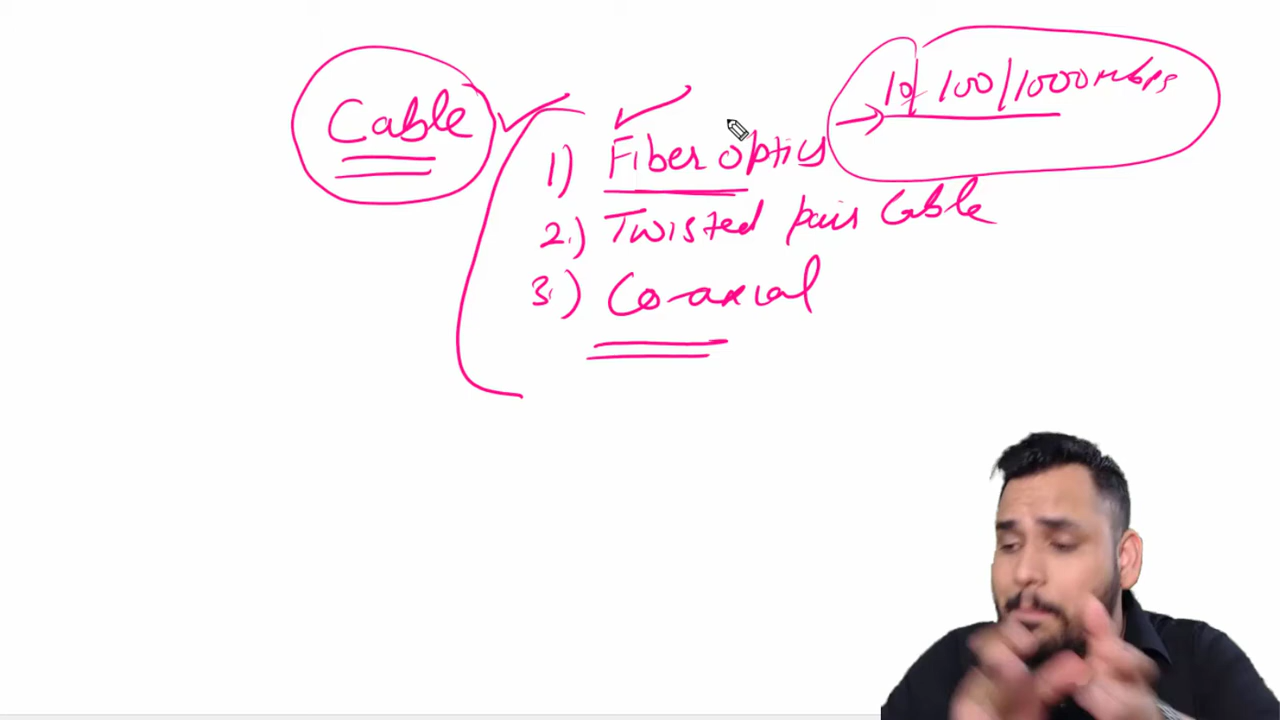 Cable
10/100/1000Mbps
1) Fiber optics
2.) Twisted pair Cable
3.) Co-axial